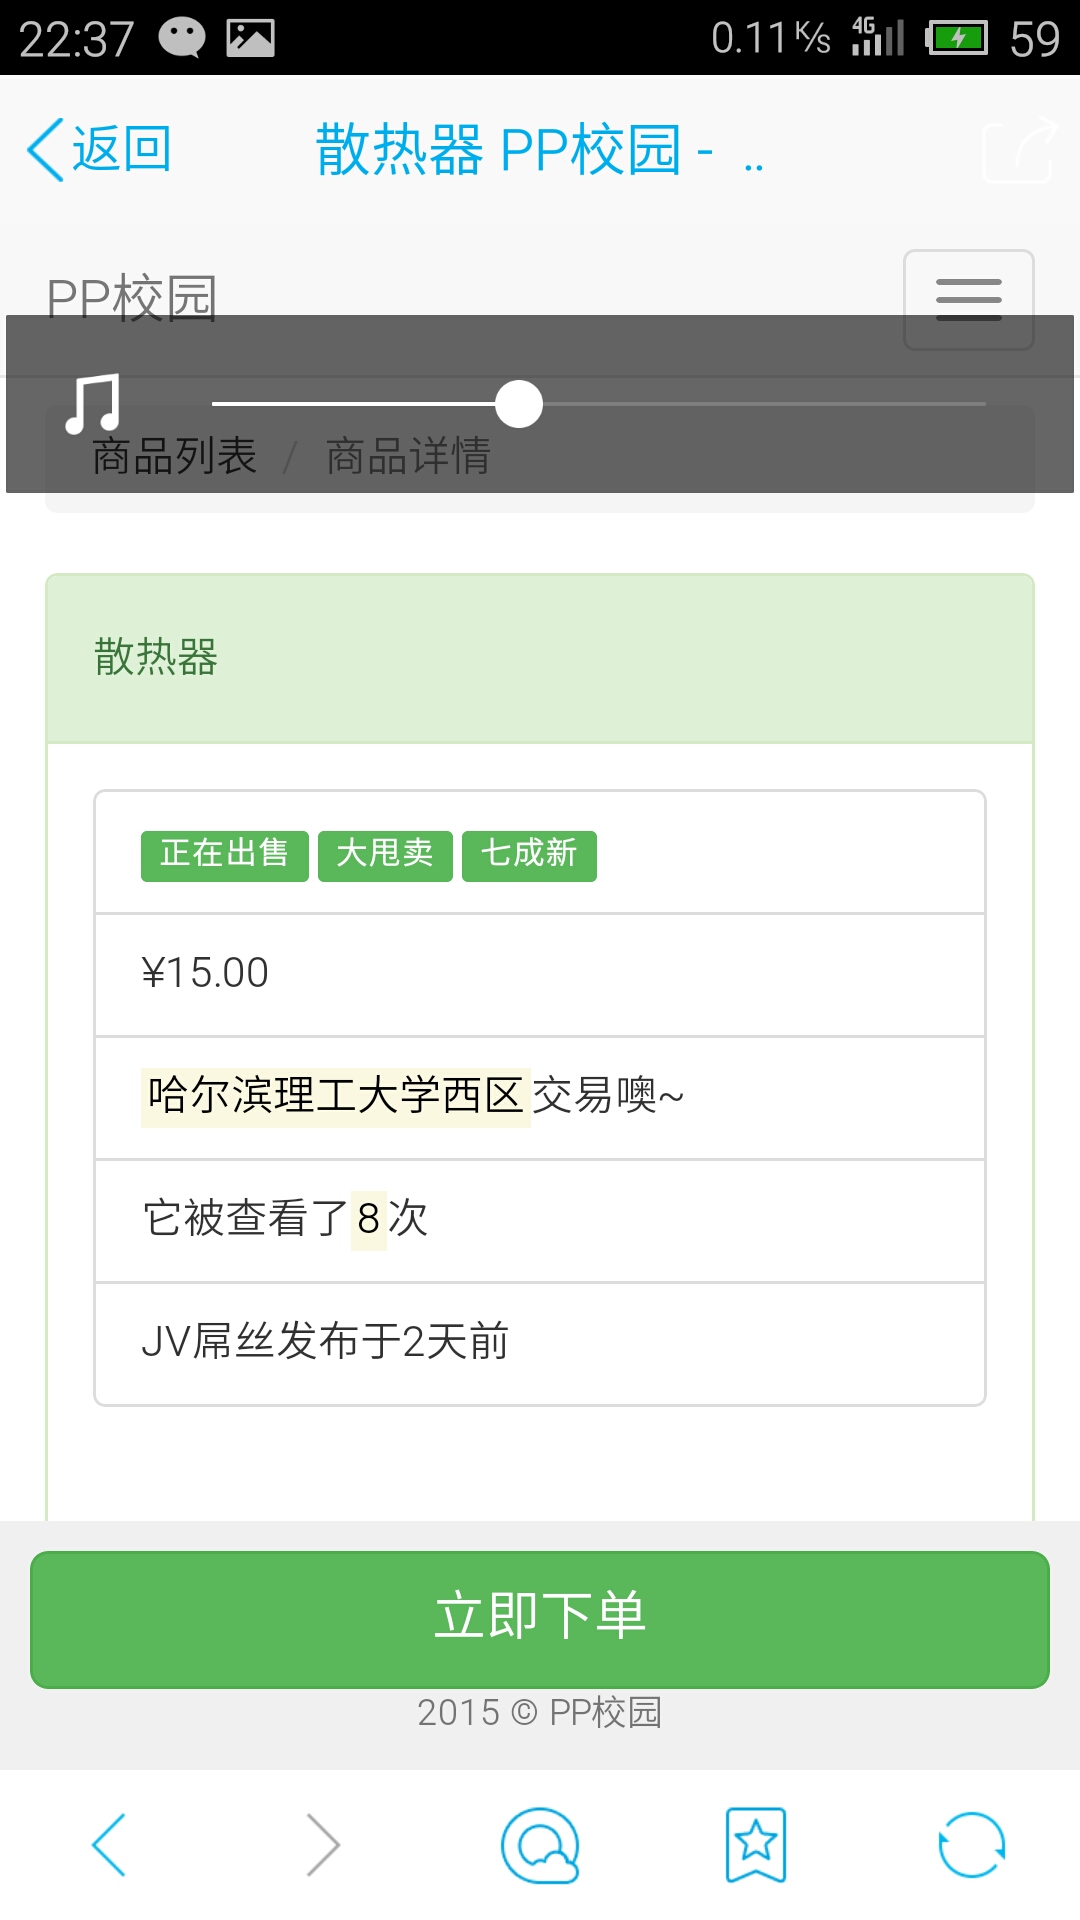 22:37 0.11 K/s 4G 59
返回 散热器 PP校园 - ..
PP校园
商品列表 / 商品详情
散热器
正在出售 大甩卖 七成新
¥15.00
哈尔滨理工大学西区交易噢~
它被查看了8次
JV屌丝发布于2天前
立即下单
2015 © PP校园